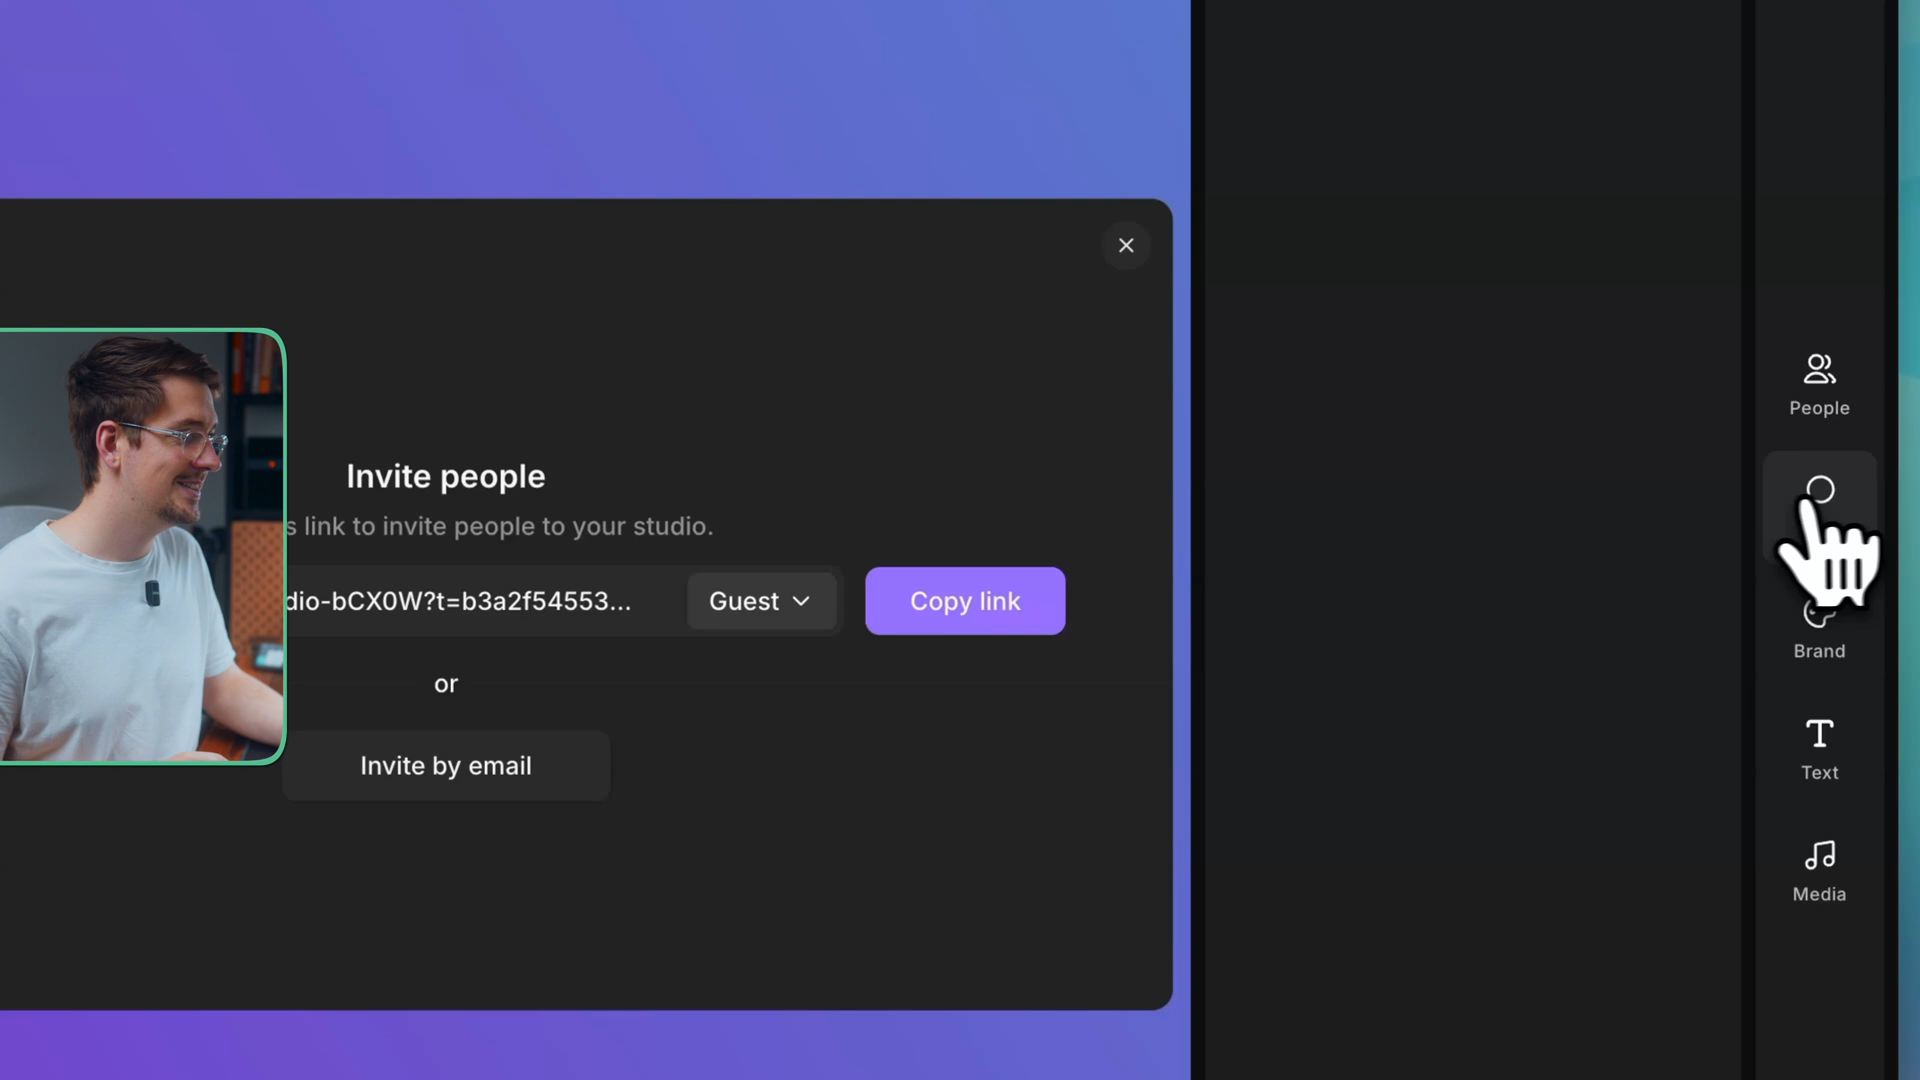 Invite people
s link to invite people to your studio.
dio-bCX0W?t=b3a2f54553...
Guest
Copy link
or
Invite by email
People
Brand
Text
Media